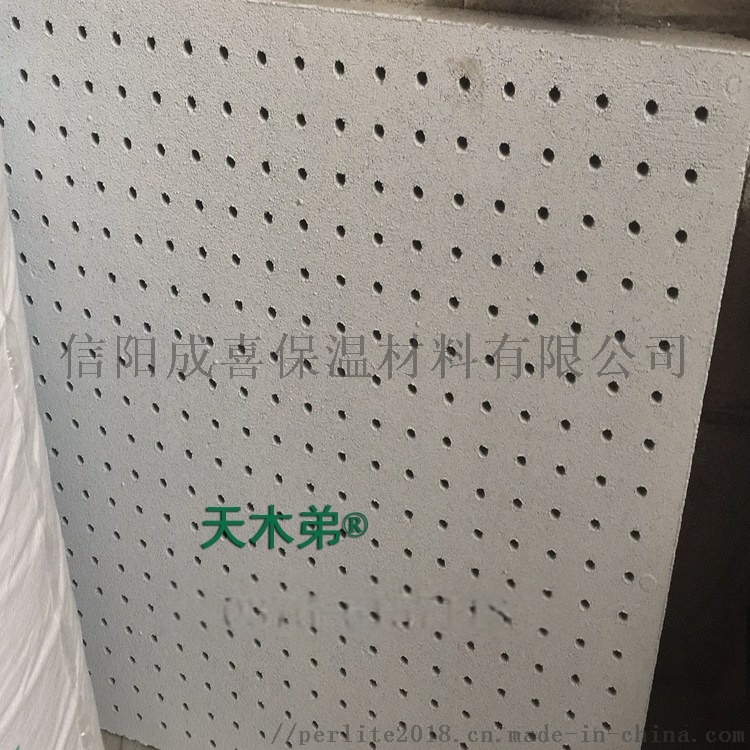 信阳成喜保温材料有限公司
天木弟®
//perlite2018.cn.made-in-china.com